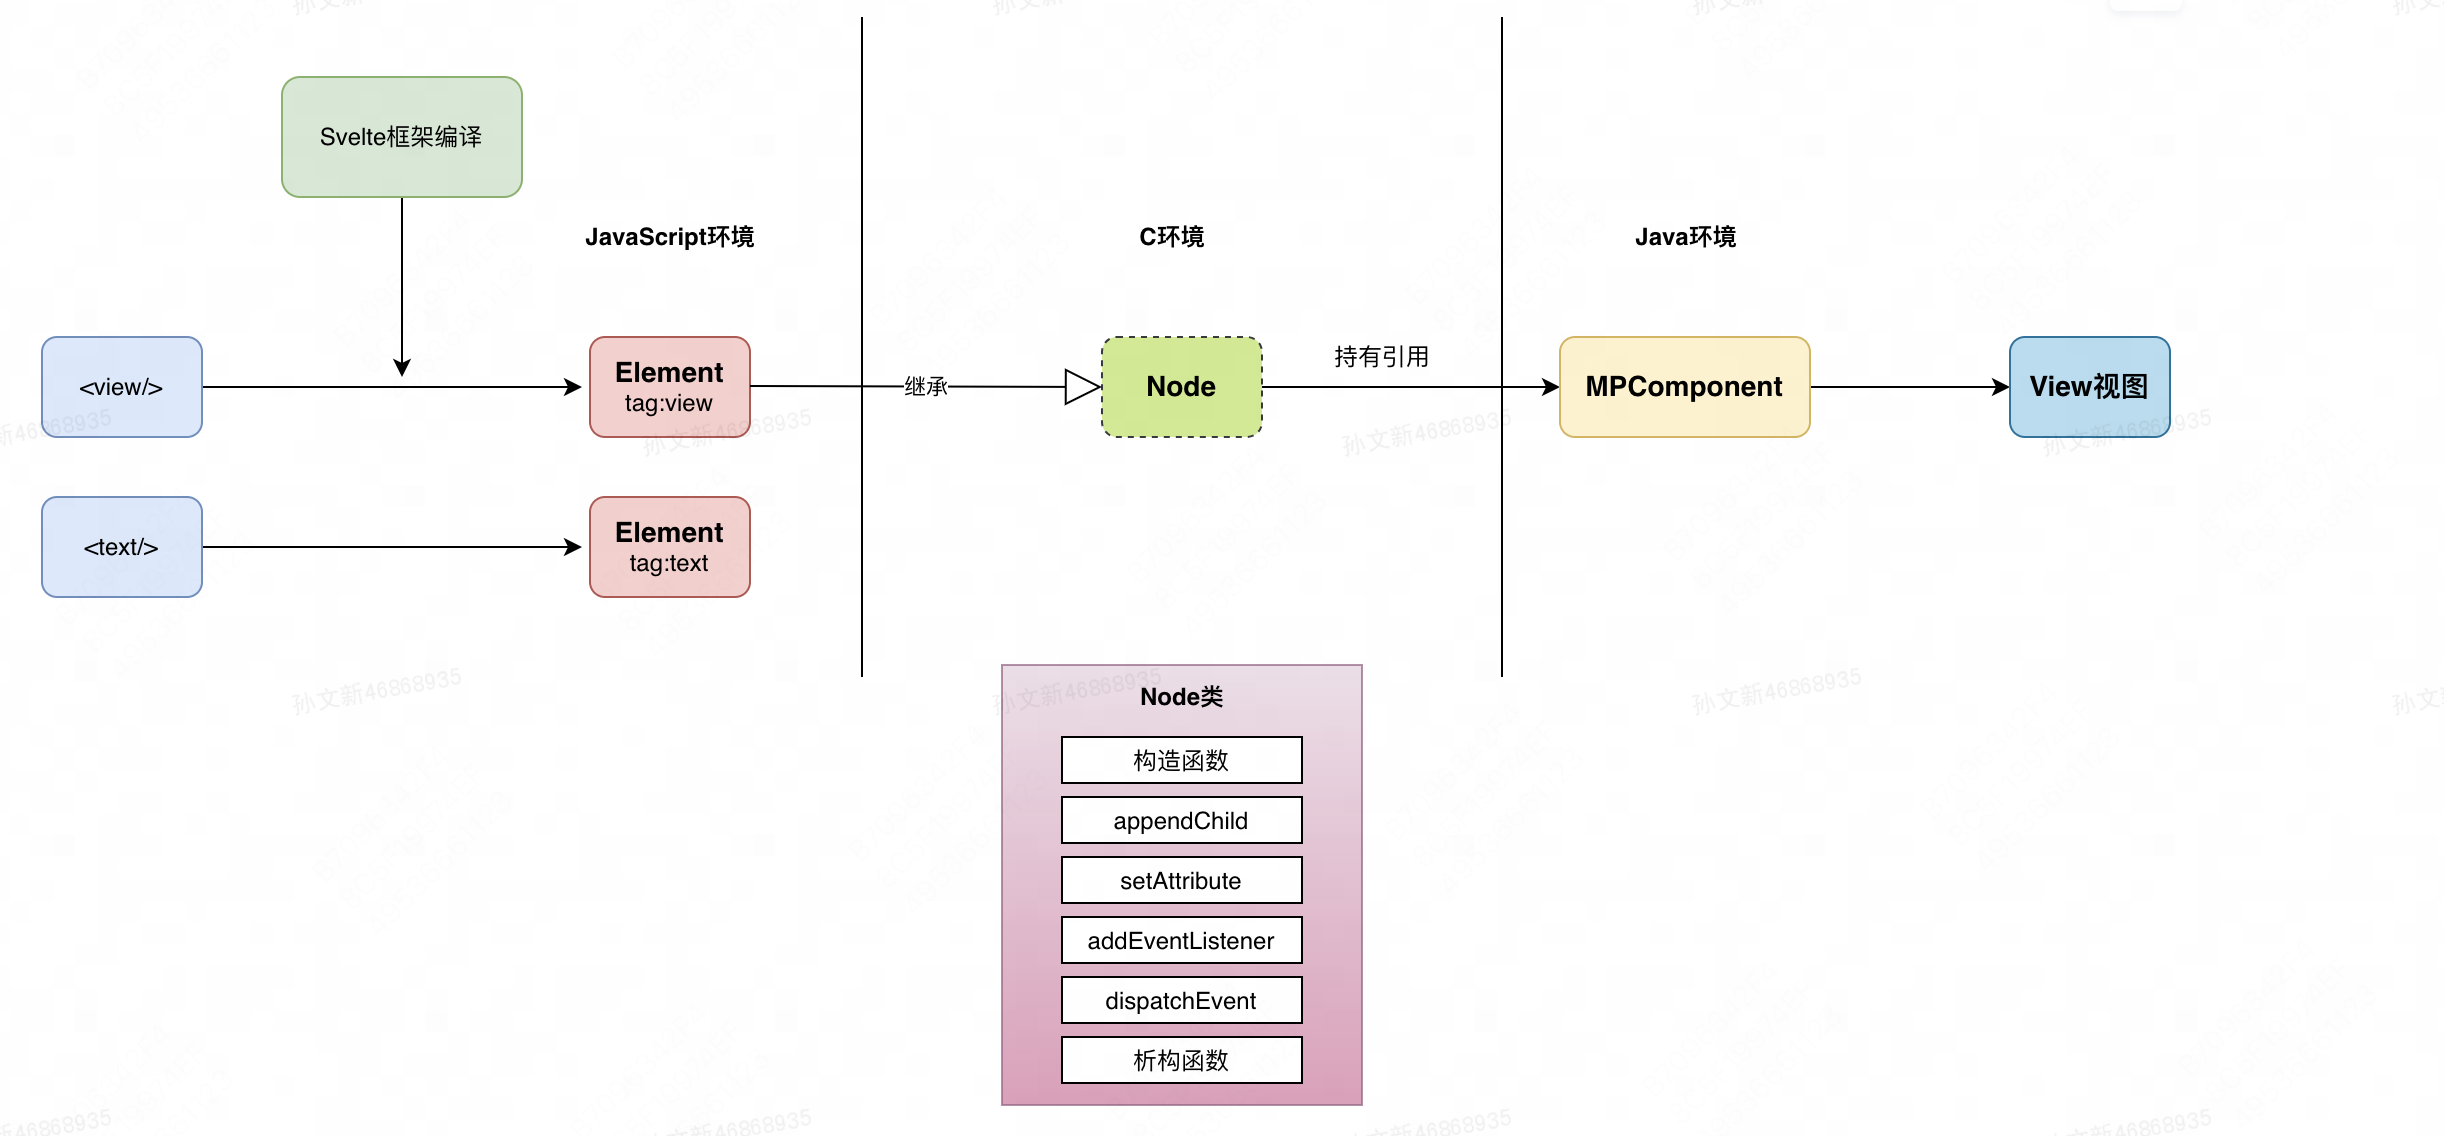 Svelte框架编译
JavaScript环境
C环境
Java环境
<view/>
Element
tag:view
继承
Node
持有引用
MPComponent
View视图
<text/>
Element
tag:text
Node类
构造函数
appendChild
setAttribute
addEventListener
dispatchEvent
析构函数
孙文新46868935